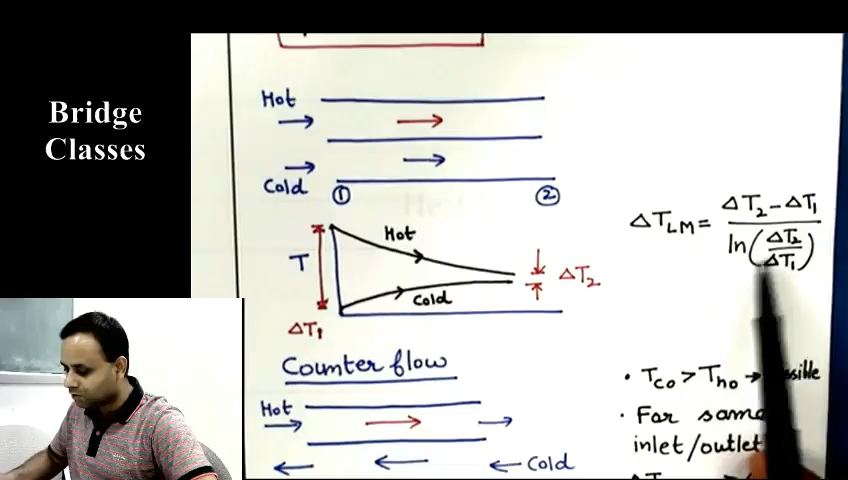 Bridge
Classes
Hot
Cold
① ②
T
Hot
Cold
ΔT₁
ΔT₂
ΔT_LM = (ΔT₂ - ΔT₁) / ln(ΔT₂/ΔT₁)
Counter flow
Hot
Cold
• T_co > T_ho →
• For same
inlet/outlet